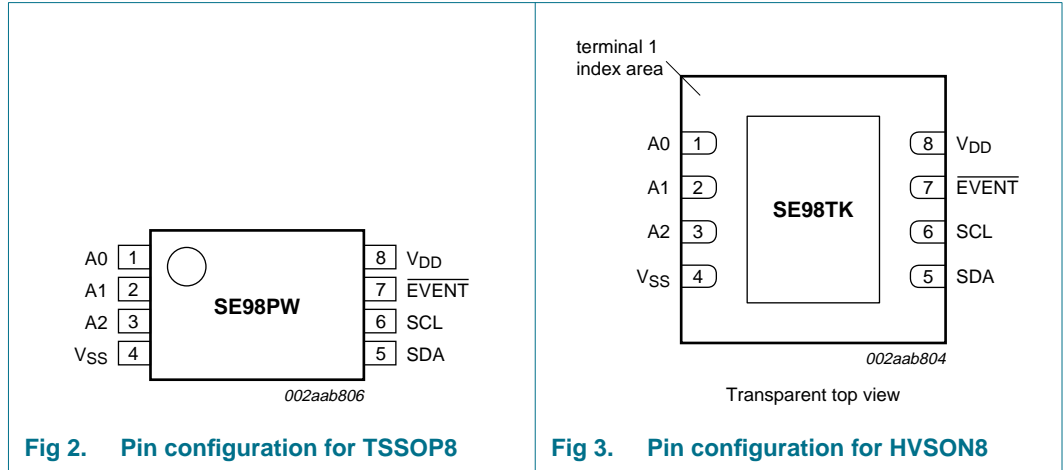 A0 1
A1 2
A2 3
VSS 4
SE98PW
8 VDD
7 EVENT
6 SCL
5 SDA
002aab806
Fig 2. Pin configuration for TSSOP8
terminal 1
index area
A0 1
A1 2
A2 3
VSS 4
SE98TK
8 VDD
7 EVENT
6 SCL
5 SDA
002aab804
Transparent top view
Fig 3. Pin configuration for HVSON8